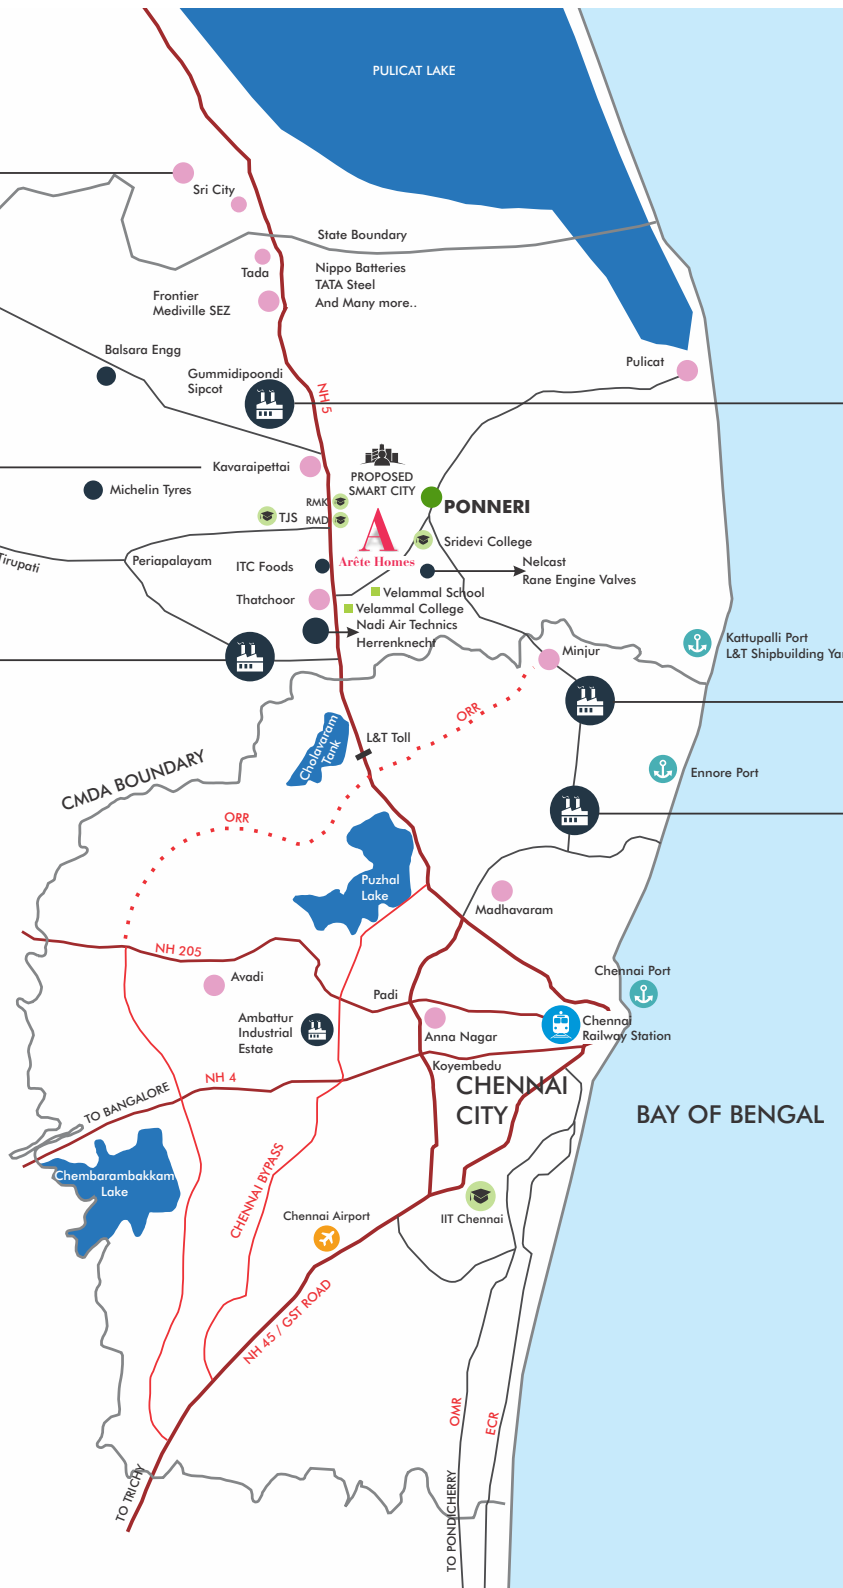 PULICAT LAKE
Sri City
State Boundary
Tada
Nippo Batteries
TATA Steel
And Many more..
Frontier
Mediville SEZ
Balsara Engg
Pulicat
Gummidipoondi
Sipcot
NH 5
Kavaraipettai
PROPOSED
SMART CITY
Michelin Tyres
RMK
PONNERI
TJS
RMD
A
Arête Homes
Sridevi College
Tirupati
Periapalayam
ITC Foods
Nelcast
Rane Engine Valves
Thatchoor
Velammal School
Velammal College
Nadi Air Technics
Herrenknecht
Kattupalli Port
L&T Shipbuilding Ya
Minjur
ORR
Cholavaram
Tank
L&T Toll
CMDA BOUNDARY
Ennore Port
ORR
Puzhal
Lake
Madhavaram
NH 205
Avadi
Chennai Port
Padi
Ambattur
Industrial
Estate
Anna Nagar
Chennai
Railway Station
Koyembedu
NH 4
CHENNAI
CITY
TO BANGALORE
BAY OF BENGAL
Chembarambakkam
Lake
CHENNAI BYPASS
Chennai Airport
IIT Chennai
NH 45 / GST ROAD
OMR
ECR
TO TRICHY
TO PONDICHERRY